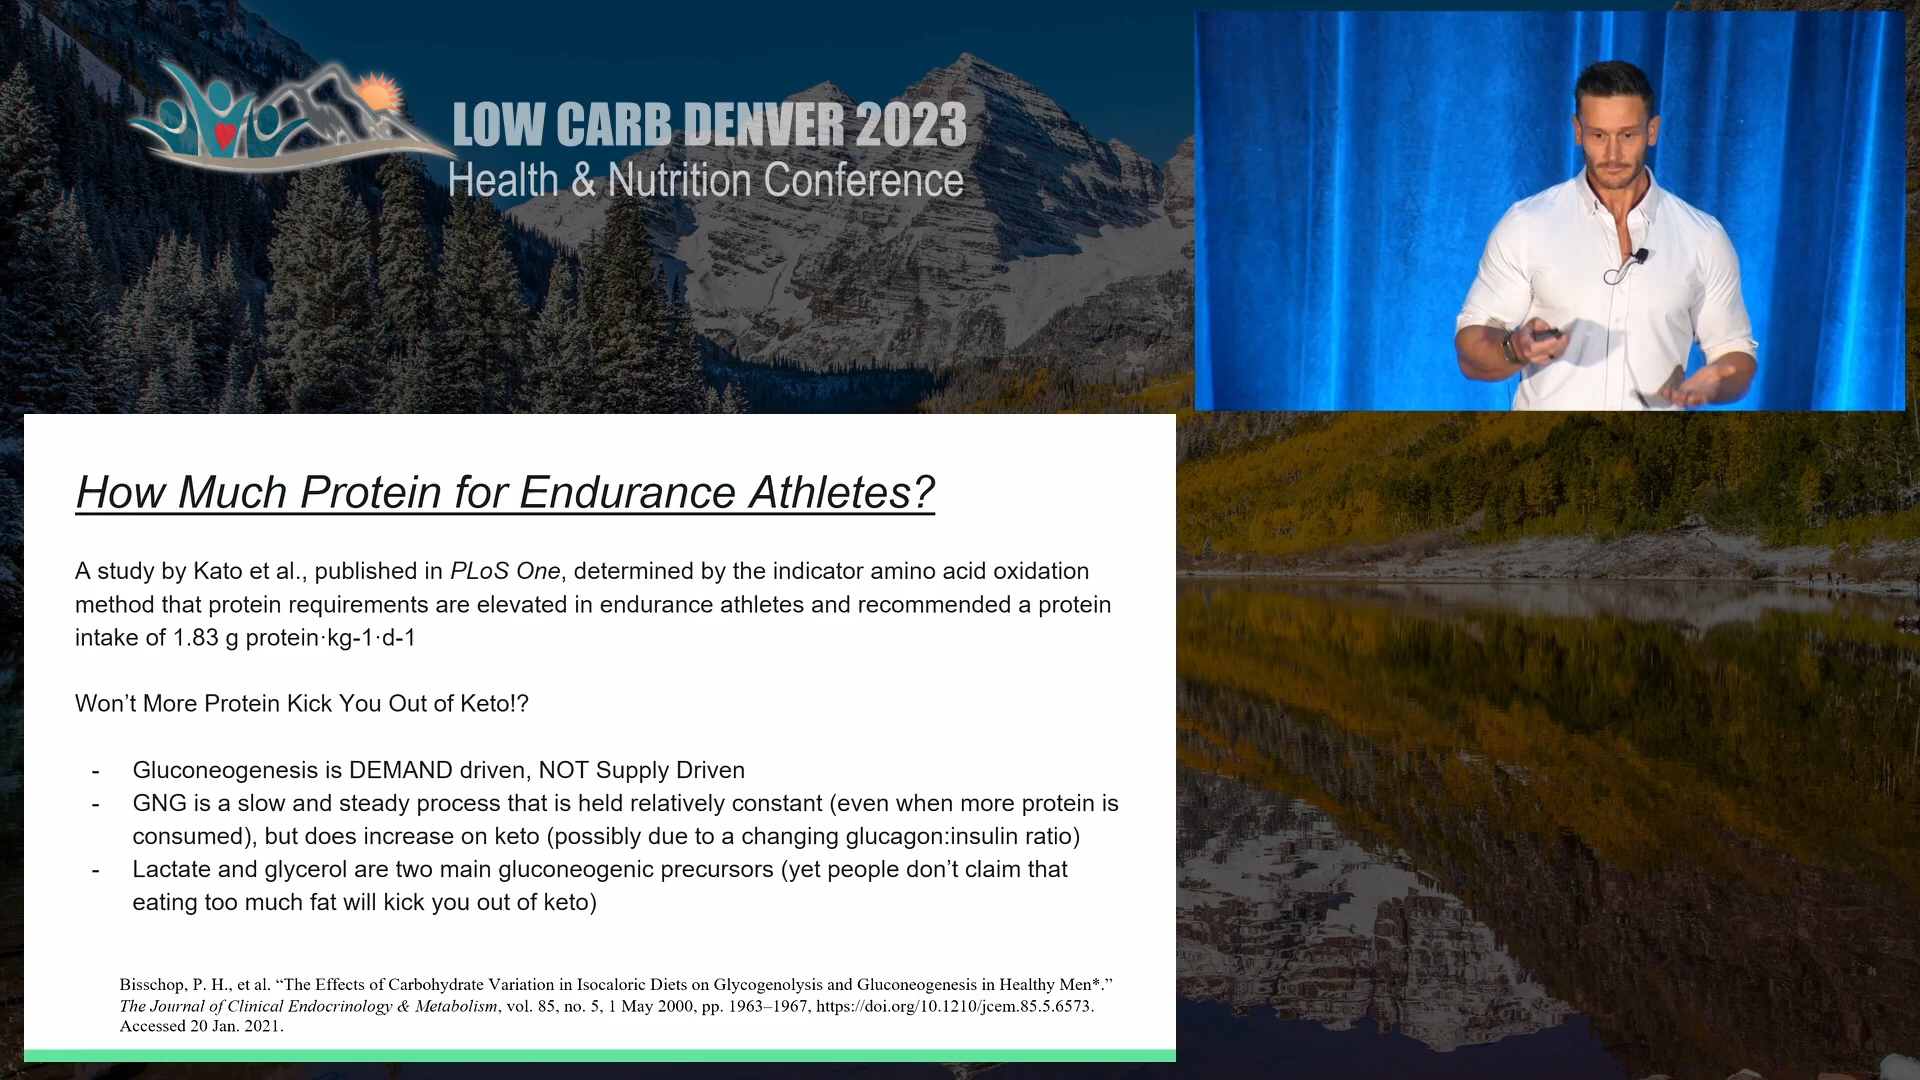 LOW CARB DENVER 2023
Health & Nutrition Conference
How Much Protein for Endurance Athletes?
A study by Kato et al., published in PLoS One, determined by the indicator amino acid oxidation
method that protein requirements are elevated in endurance athletes and recommended a protein
intake of 1.83 g protein·kg-1·d-1
Won’t More Protein Kick You Out of Keto!?
- Gluconeogenesis is DEMAND driven, NOT Supply Driven
- GNG is a slow and steady process that is held relatively constant (even when more protein is
consumed), but does increase on keto (possibly due to a changing glucagon:insulin ratio)
- Lactate and glycerol are two main gluconeogenic precursors (yet people don’t claim that
eating too much fat will kick you out of keto)
Bisschop, P. H., et al. “The Effects of Carbohydrate Variation in Isocaloric Diets on Glycogenolysis and Gluconeogenesis in Healthy Men*.”
The Journal of Clinical Endocrinology & Metabolism, vol. 85, no. 5, 1 May 2000, pp. 1963–1967, https://doi.org/10.1210/jcem.85.5.6573.
Accessed 20 Jan. 2021.